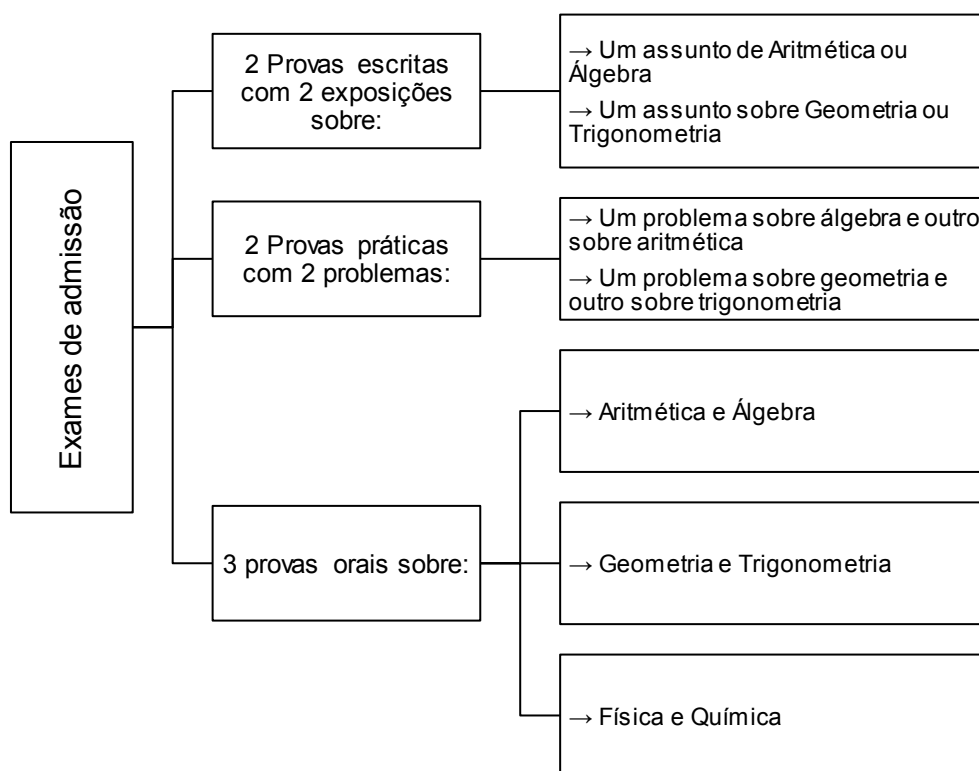 Exames de admissão
2 Provas escritas
com 2 exposições
sobre:
→ Um assunto de Aritmética ou
Álgebra
→ Um assunto sobre Geometria ou
Trigonometria
2 Provas práticas
com 2 problemas:
→ Um problema sobre álgebra e outro
sobre aritmética
→ Um problema sobre geometria e
outro sobre trigonometria
3 provas orais sobre:
→ Aritmética e Álgebra
→ Geometria e Trigonometria
→ Física e Química